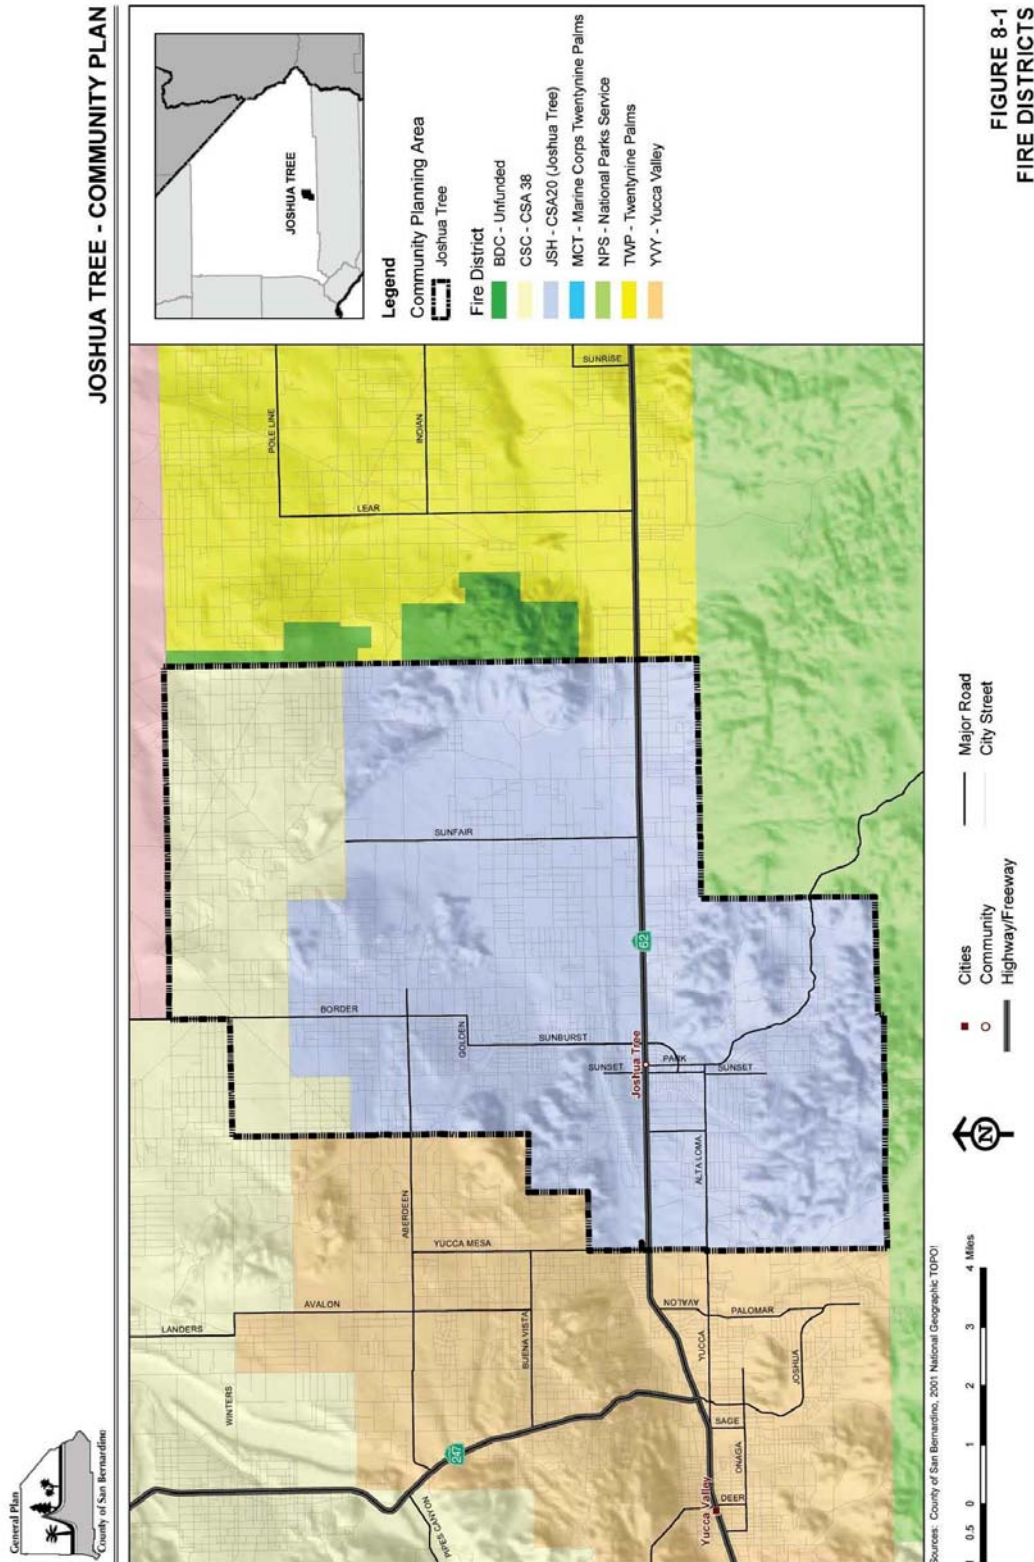 General Plan
County of San Bernardino
JOSHUA TREE - COMMUNITY PLAN
JOSHUA TREE
Legend
Community Planning Area
Joshua Tree
Fire District
BDC - Unfunded
CSC - CSA 38
JSH - CSA20 (Joshua Tree)
MCT - Marine Corps Twentynine Palms
NPS - National Parks Service
TWP - Twentynine Palms
YVY - Yucca Valley
POLE LINE
INDIAN
SUNRISE
LEAR
SUNFAIR
62
BORDER
GOLDEN
SUNBURST
SUNSET
PARK
SUNSET
Joshua Tree
ALTA LOMA
ABERDEEN
YUCCA MESA
LANDERS
AVALON
BUENA VISTA
AVALON
PALOMAR
YUCCA
JOSHUA
WINTERS
247
SAGE
ONAGA
DEER
Yucca Valley
PIPES CANYON
Sources: County of San Bernardino, 2001 National Geographic TOPO!
1 0.5 0 1 2 3 4 Miles
N
Cities
Community
Highway/Freeway
Major Road
City Street
FIGURE 8-1
FIRE DISTRICTS